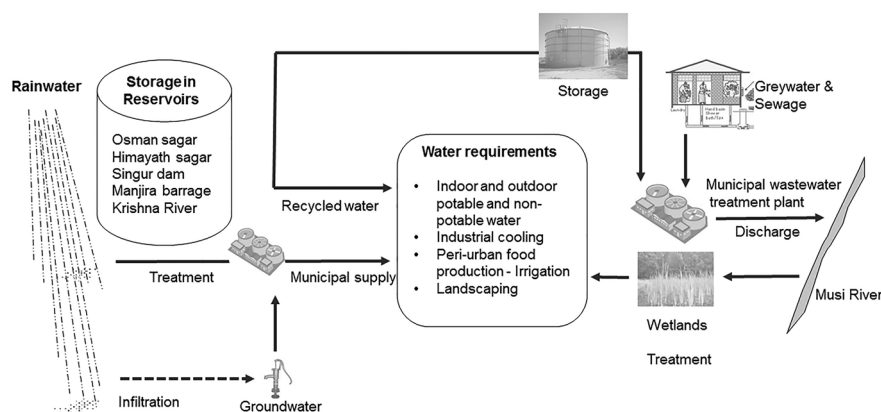 Rainwater
Storage in
Reservoirs
Osman sagar
Himayath sagar
Singur dam
Manjira barrage
Krishna River
Treatment
Infiltration
Groundwater
Municipal supply
Recycled water
Water requirements
• Indoor and outdoor
potable and non-
potable water
• Industrial cooling
• Peri-urban food
production - Irrigation
• Landscaping
Storage
Greywater &
Sewage
Municipal wastewater
treatment plant
Discharge
Musi River
Wetlands
Treatment